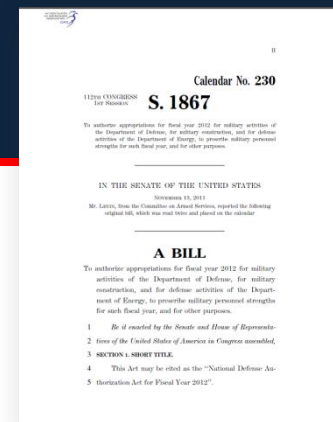 II
Calendar No. 230
112TH CONGRESS
1ST SESSION
S. 1867
To authorize appropriations for fiscal year 2012 for military activities of
the Department of Defense, for military construction, and for defense
activities of the Department of Energy, to prescribe military personnel
strengths for such fiscal year, and for other purposes.
IN THE SENATE OF THE UNITED STATES
NOVEMBER 15, 2011
Mr. LEVIN, from the Committee on Armed Services, reported the following
original bill, which was read twice and placed on the calendar
A BILL
To authorize appropriations for fiscal year 2012 for military
activities of the Department of Defense, for military
construction, and for defense activities of the Depart-
ment of Energy, to prescribe military personnel strengths
for such fiscal year, and for other purposes.
1 Be it enacted by the Senate and House of Representa-
2 tives of the United States of America in Congress assembled,
3 SECTION 1. SHORT TITLE.
4 This Act may be cited as the “National Defense Au-
5 thorization Act for Fiscal Year 2012”.